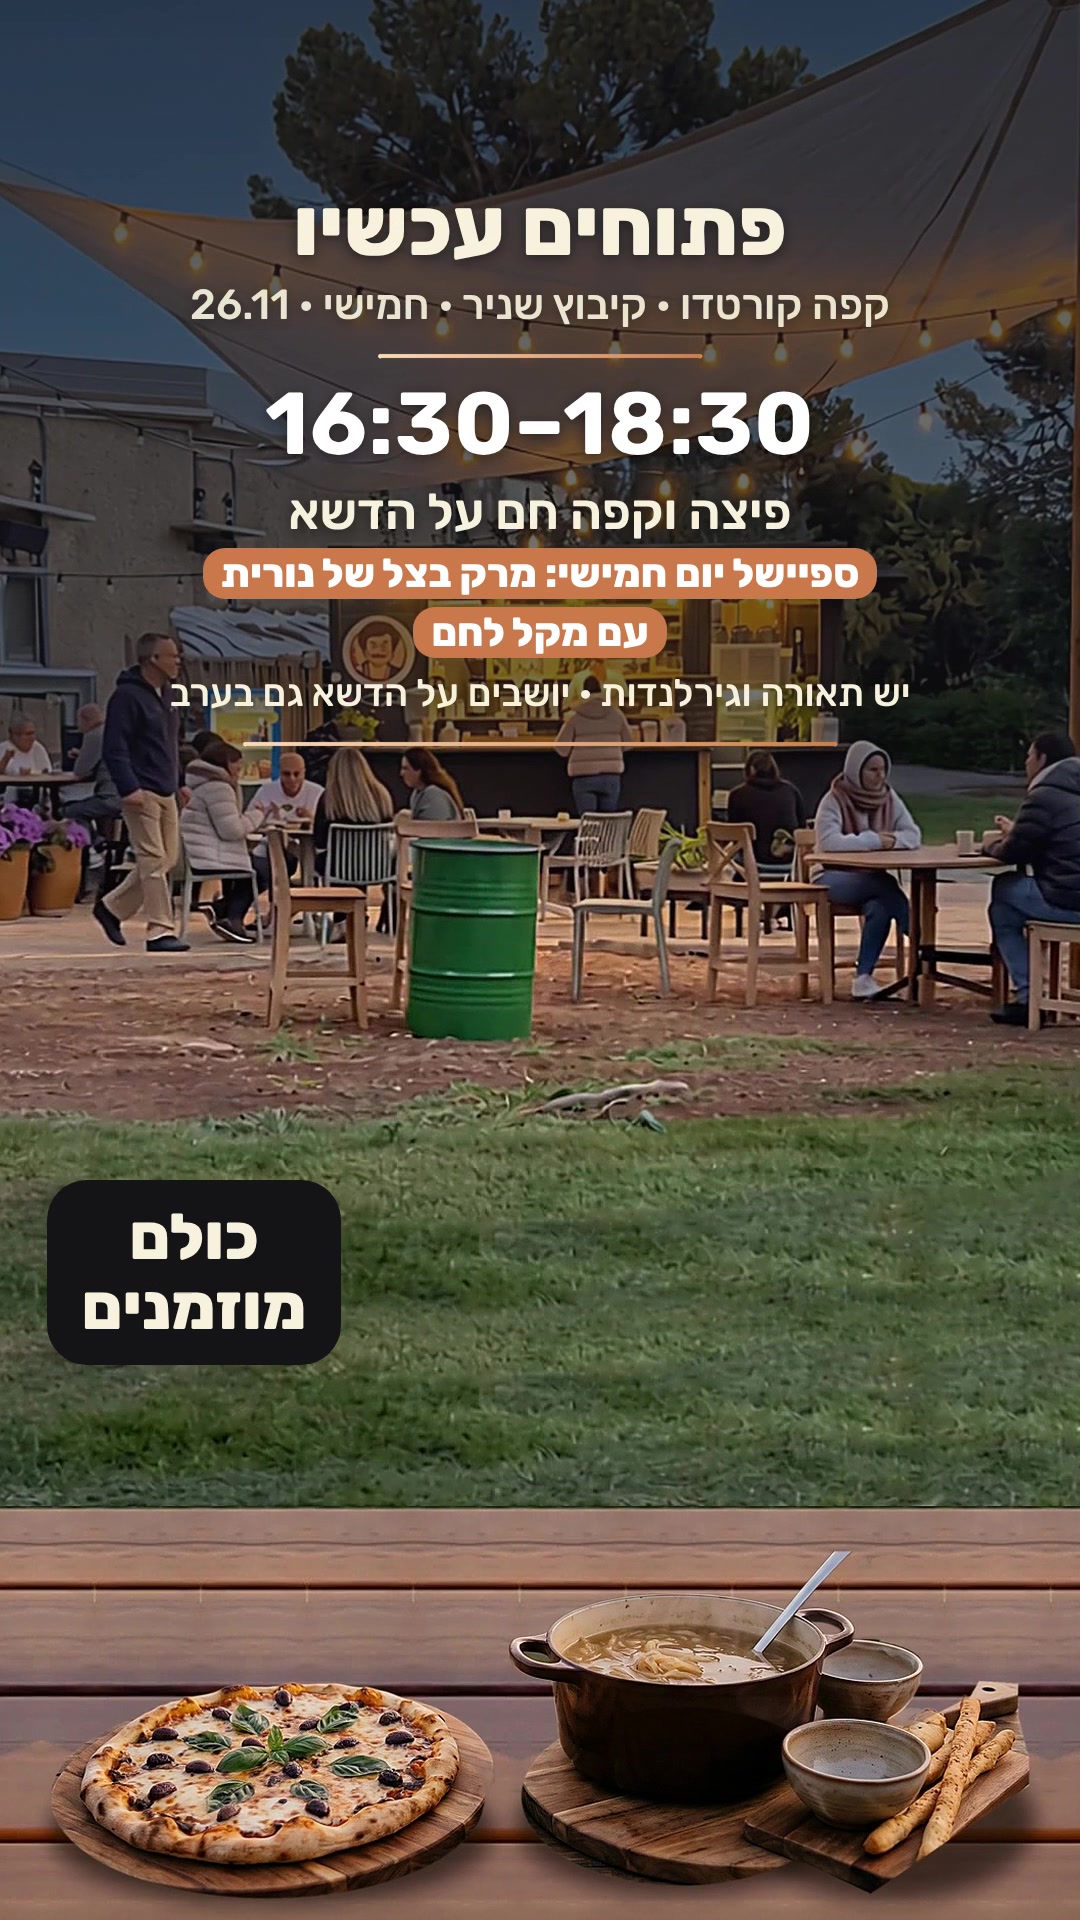 פתוחים עכשיו
קפה קורטדו • קיבוץ שניר • חמישי • 26.11
16:30–18:30
פיצה וקפה חם על הדשא
ספיישל יום חמישי: מרק בצל של נורית
עם מקל לחם
יש תאורה וגירלנדות • יושבים על הדשא גם בערב
כולם
מוזמנים